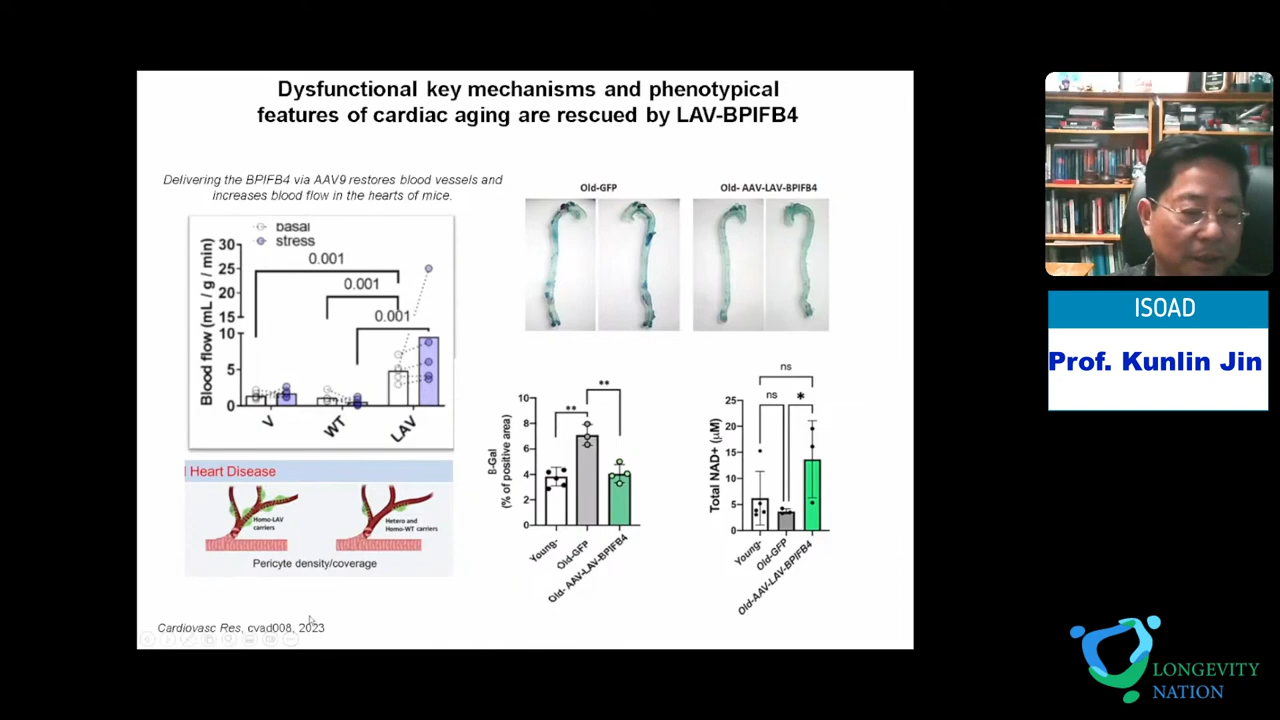 Dysfunctional key mechanisms and phenotypical
features of cardiac aging are rescued by LAV-BPIFB4
Delivering the BPIFB4 via AAV9 restores blood vessels and
increases blood flow in the hearts of mice.
basal
stress
Blood flow (mL / g / min)
30
25
20
15
10
5
0
0.001
0.001
0.001
V
WT
LAV
Heart Disease
Homo-LAV
carriers
Hetero and
Homo-WT carriers
Pericyte density/coverage
Cardiovasc Res, cvad008, 2023
Old-GFP
Old- AAV-LAV-BPIFB4
B-Gal
(% of positive area)
10
8
6
4
2
0
**
**
Young-
Old-GFP
Old- AAV-LAV-BPIFB4
Total NAD+ (μM)
25
20
15
10
5
0
ns
ns
*
Young-
Old-GFP
Old-AAV-LAV-BPIFB4
ISOAD
Prof. Kunlin Jin
LONGEVITY
NATION